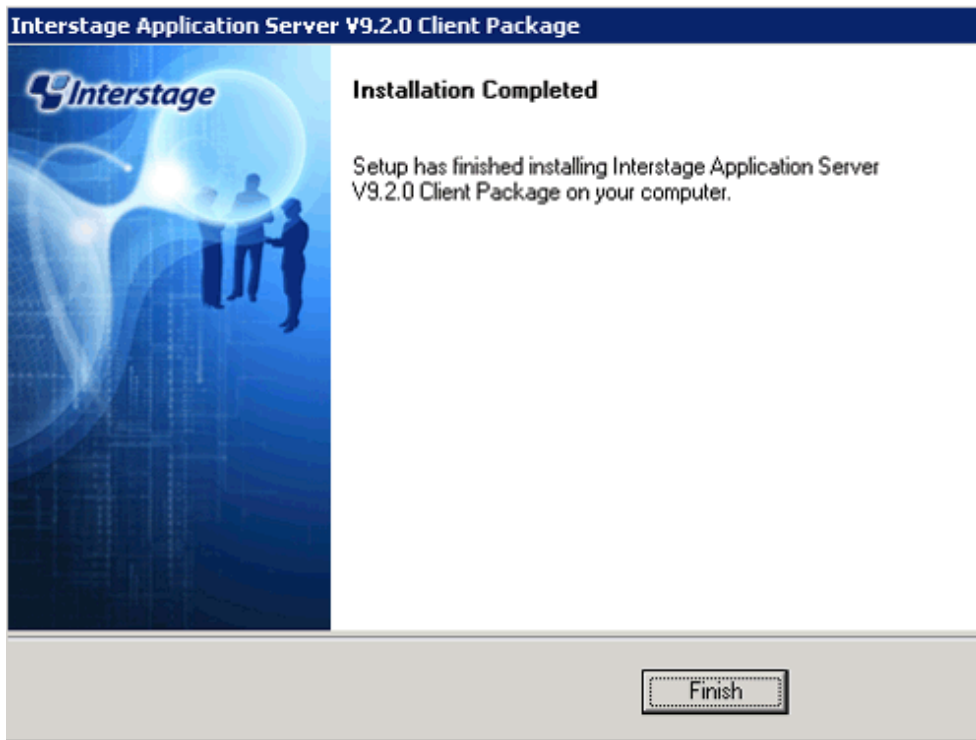 Interstage Application Server V9.2.0 Client Package
Interstage
Installation Completed
Setup has finished installing Interstage Application Server
V9.2.0 Client Package on your computer.
Finish